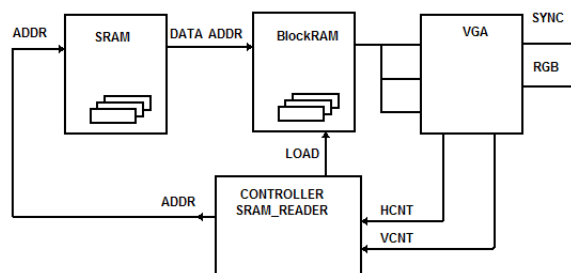 ADDR
SRAM
DATA ADDR
BlockRAM
VGA
SYNC
RGB
LOAD
ADDR
CONTROLLER
SRAM_READER
HCNT
VCNT